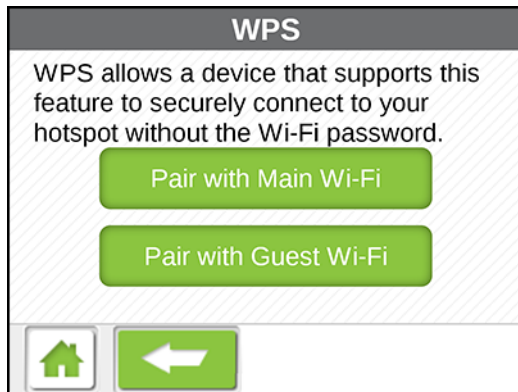 WPS
WPS allows a device that supports this
feature to securely connect to your
hotspot without the Wi-Fi password.
Pair with Main Wi-Fi
Pair with Guest Wi-Fi